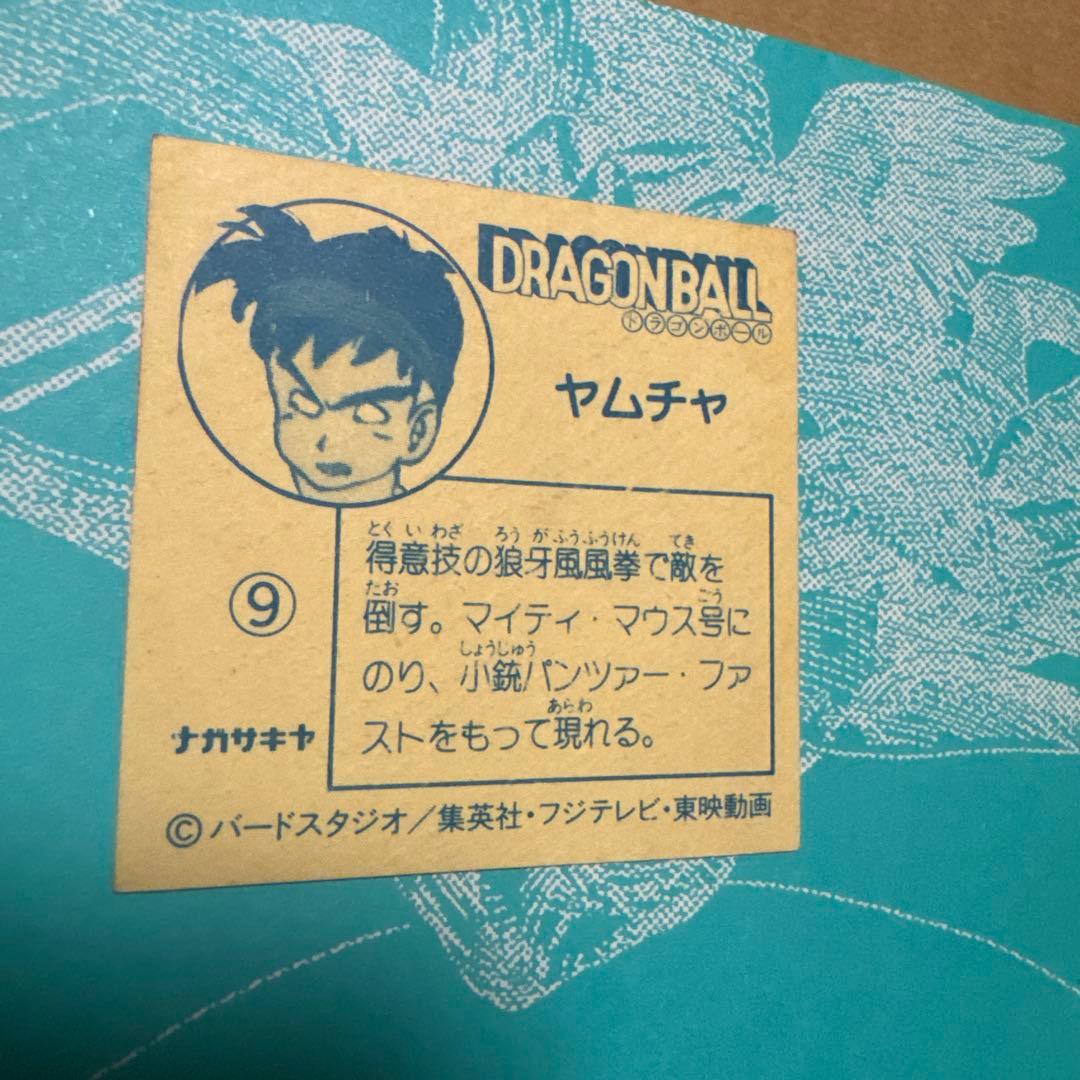 DRAGONBALL
ドラゴンボール
ヤムチャ
⑨
とくいわざ ろうがふうふうけん てき
得意技の狼牙風風拳で敵を
たお ごう
倒す。マイティ・マウス号に
しょうじゅう
のり、小銃パンツァー・ファ
あらわ
ストをもって現れる。
ナガサキヤ
©バードスタジオ／集英社・フジテレビ・東映動画